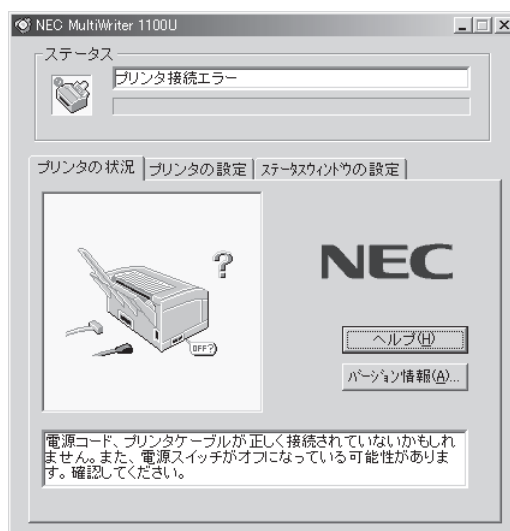 NEC MultiWriter 1100U
ステータス
プリンタ接続エラー
プリンタの状況
プリンタの設定
ステータスウィンドウの設定
?
OFF?
NEC
ヘルプ(H)
バージョン情報(A)...
電源コード、プリンタケーブルが正しく接続されていないかもしれ
ません。また、電源スイッチがオフになっている可能性がありま
す。確認してください。